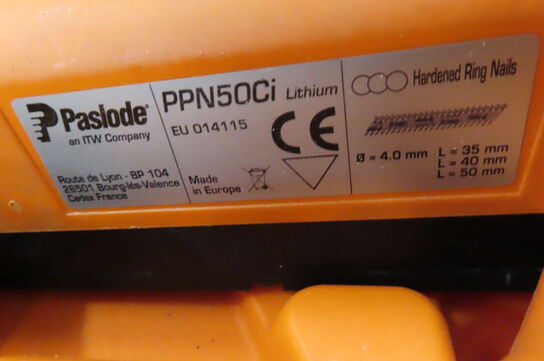 Paslode®
an ITW Company
Route de Lyon - BP 104
26501 Bourg-lès-Valence
Cedex France
PPN50Ci Lithium
EU 014115
CE
Made
in Europe
Hardened Ring Nails
Ø = 4.0 mm
L = 35 mm
L = 40 mm
L = 50 mm